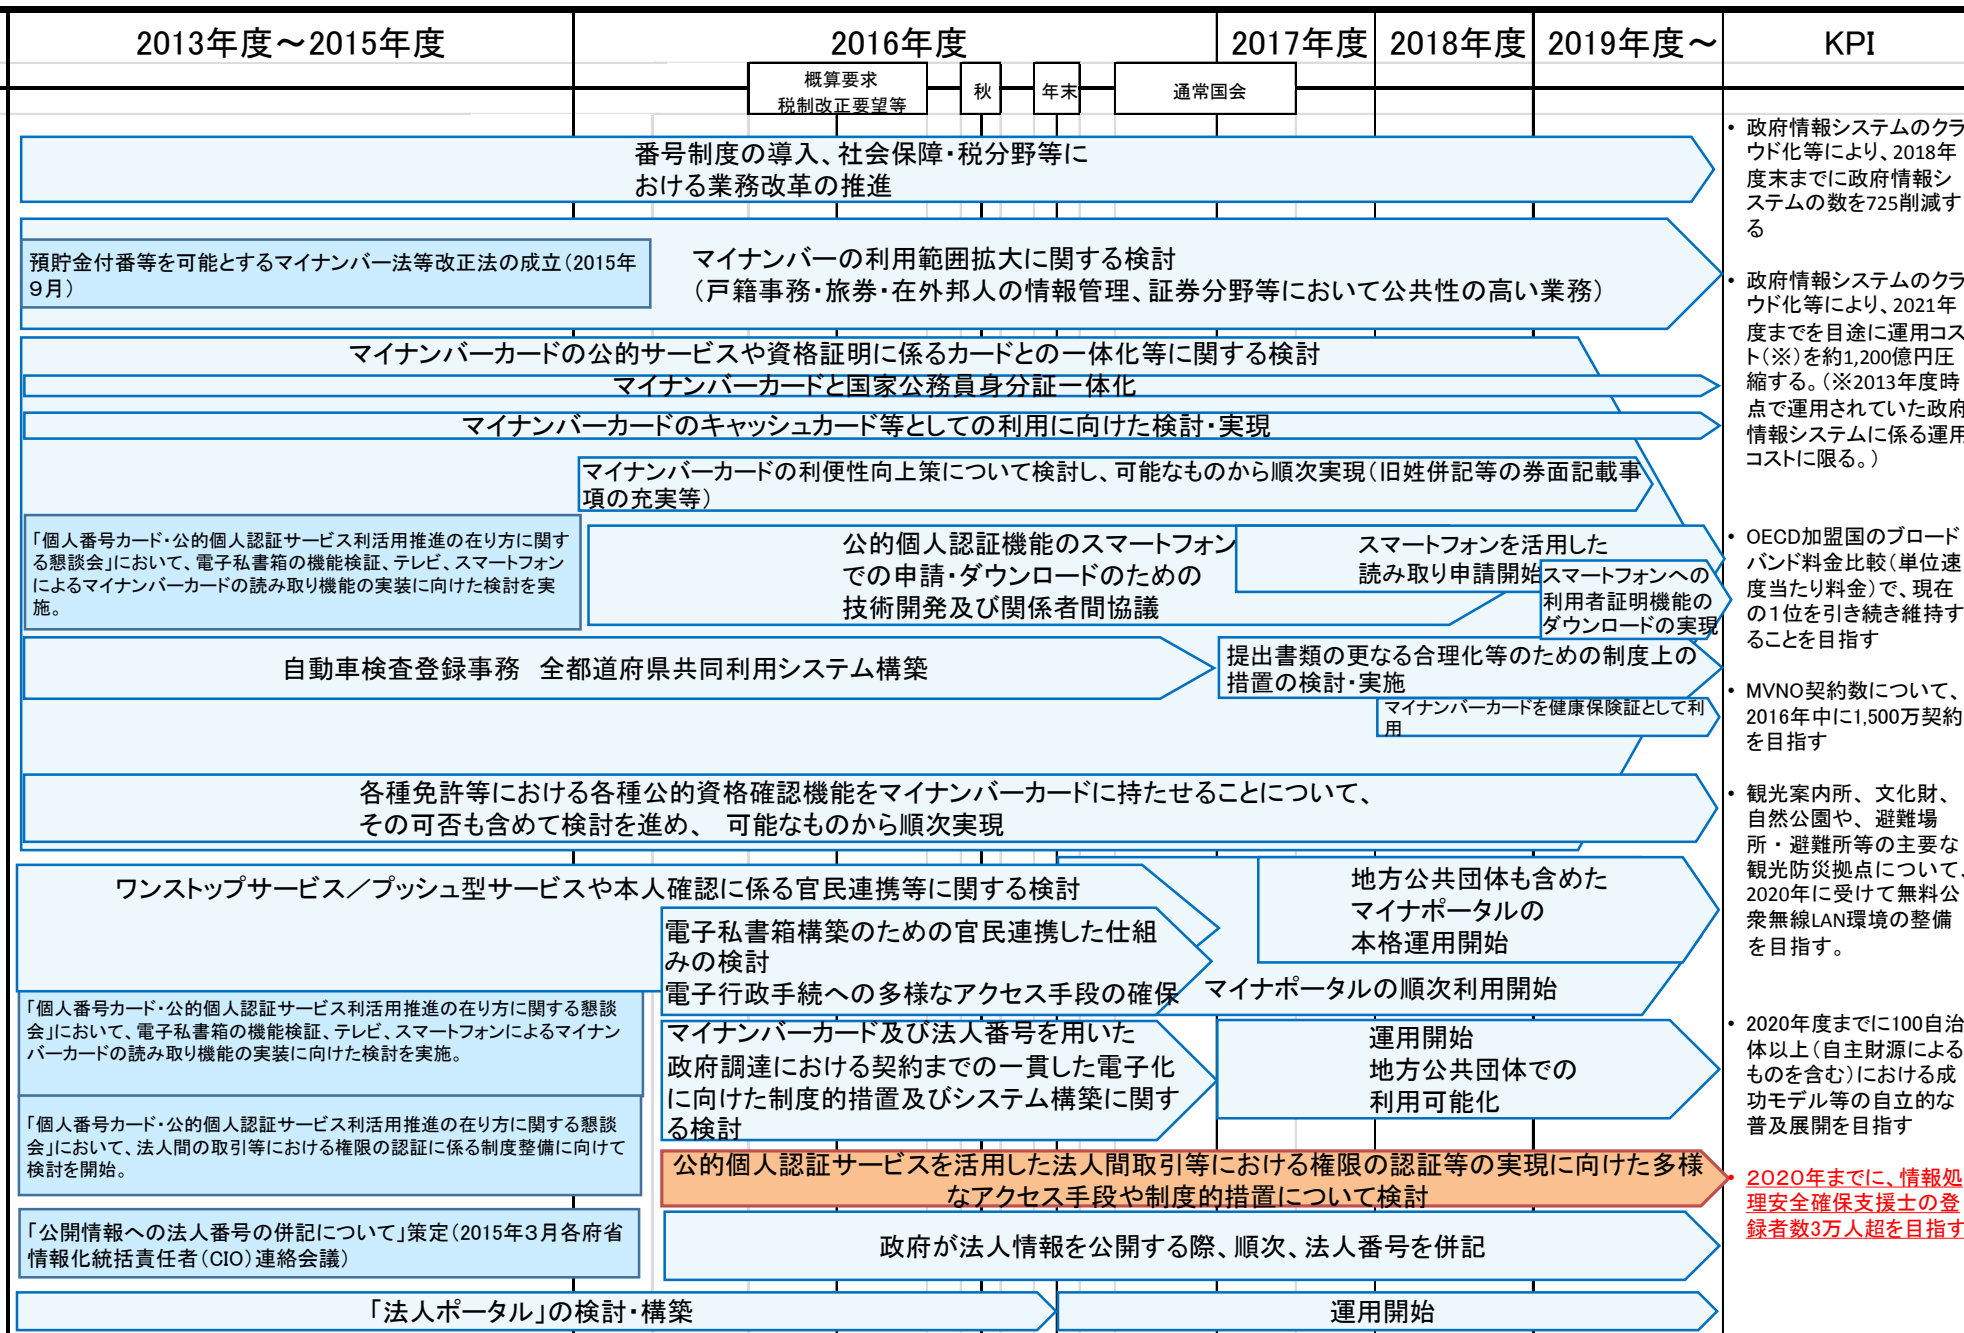 2013年度～2015年度
2016年度
2017年度
2018年度
2019年度～
KPI
概算要求
税制改正要望等
秋
年末
通常国会
番号制度の導入、社会保障・税分野等に
おける業務改革の推進
預貯金付番等を可能とするマイナンバー法等改正法の成立（2015年
９月）
マイナンバーの利用範囲拡大に関する検討
（戸籍事務・旅券・在外邦人の情報管理、証券分野等において公共性の高い業務）
マイナンバーカードの公的サービスや資格証明に係るカードとの一体化等に関する検討
マイナンバーカードと国家公務員身分証一体化
マイナンバーカードのキャッシュカード等としての利用に向けた検討・実現
マイナンバーカードの利便性向上策について検討し、可能なものから順次実現（旧姓併記等の券面記載事
項の充実等）
「個人番号カード・公的個人認証サービス利活用推進の在り方に関す
る懇談会」において、電子私書箱の機能検証、テレビ、スマートフォン
によるマイナンバーカードの読み取り機能の実装に向けた検討を実
施。
公的個人認証機能のスマートフォン
での申請・ダウンロードのための
技術開発及び関係者間協議
スマートフォンを活用した
読み取り申請開始
スマートフォンへの
利用者証明機能の
ダウンロードの実現
自動車検査登録事務　全都道府県共同利用システム構築
提出書類の更なる合理化等のための制度上の
措置の検討・実施
マイナンバーカードを健康保険証として利
用
各種免許等における各種公的資格確認機能をマイナンバーカードに持たせることについて、
その可否も含めて検討を進め、　可能なものから順次実現
ワンストップサービス／プッシュ型サービスや本人確認に係る官民連携等に関する検討
電子私書箱構築のための官民連携した仕組
みの検討
電子行政手続への多様なアクセス手段の確保
地方公共団体も含めた
マイナポータルの
本格運用開始
マイナポータルの順次利用開始
「個人番号カード・公的個人認証サービス利活用推進の在り方に関する懇談
会」において、電子私書箱の機能検証、テレビ、スマートフォンによるマイナン
バーカードの読み取り機能の実装に向けた検討を実施。
マイナンバーカード及び法人番号を用いた
政府調達における契約までの一貫した電子化
に向けた制度的措置及びシステム構築に関す
る検討
運用開始
地方公共団体での
利用可能化
「個人番号カード・公的個人認証サービス利活用推進の在り方に関する懇談
会」において、法人間の取引等における権限の認証に係る制度整備に向けて
検討を開始。
公的個人認証サービスを活用した法人間取引等における権限の認証等の実現に向けた多様
なアクセス手段や制度的措置について検討
「公開情報への法人番号の併記について」策定（2015年３月各府省
情報化統括責任者（CIO）連絡会議）
政府が法人情報を公開する際、順次、法人番号を併記
「法人ポータル」の検討・構築
運用開始
• 政府情報システムのクラ
ウド化等により、2018年
度末までに政府情報シ
ステムの数を725削減す
る
• 政府情報システムのクラ
ウド化等により、2021年
度までを目途に運用コス
ト（※）を約1,200億円圧
縮する。（※2013年度時
点で運用されていた政府
情報システムに係る運用
コストに限る。）
• OECD加盟国のブロード
バンド料金比較（単位速
度当たり料金）で、現在
の１位を引き続き維持す
ることを目指す
• MVNO契約数について、
2016年中に1,500万契約
を目指す
• 観光案内所、文化財、
自然公園や、避難場
所・避難所等の主要な
観光防災拠点について、
2020年に受けて無料公
衆無線LAN環境の整備
を目指す。
• 2020年度までに100自治
体以上（自主財源による
ものを含む）における成
功モデル等の自立的な
普及展開を目指す
• 2020年までに、情報処
理安全確保支援士の登
録者数3万人超を目指す